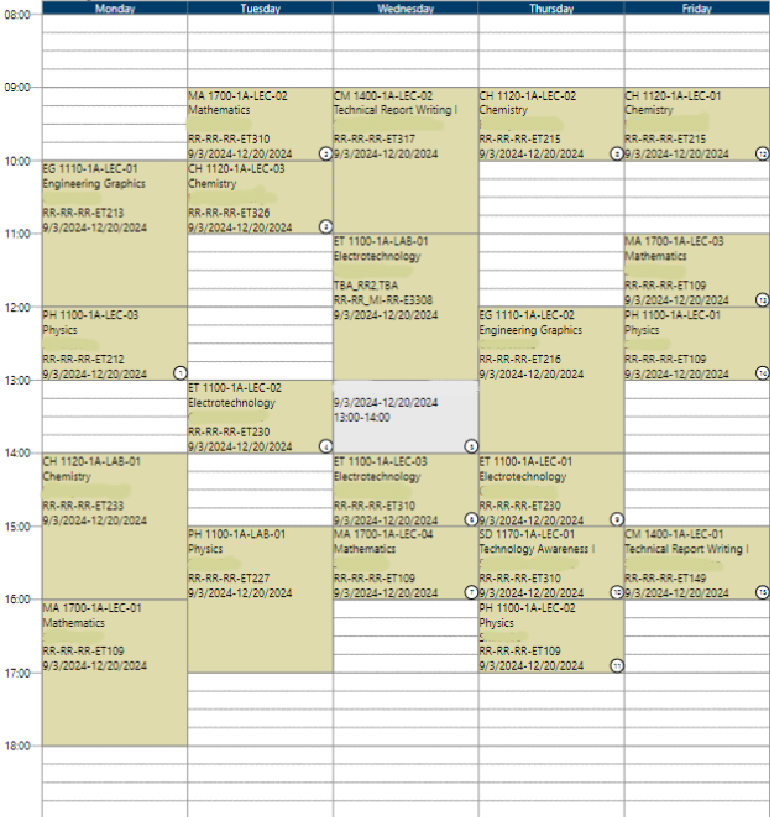 Monday Tuesday Wednesday Thursday Friday
08:00
09:00
10:00
11:00
12:00
13:00
14:00
15:00
16:00
17:00
18:00
EG 1110-1A-LEC-01
Engineering Graphics
RR-RR-RR-ET213
9/3/2024-12/20/2024
PH 1100-1A-LEC-03
Physics
RR-RR-RR-ET212
9/3/2024-12/20/2024
1
CH 1120-1A-LAB-01
Chemistry
RR-RR-RR-ET233
9/3/2024-12/20/2024
MA 1700-1A-LEC-01
Mathematics
RR-RR-RR-ET109
9/3/2024-12/20/2024
MA 1700-1A-LEC-02
Mathematics
RR-RR-RR-ET310
9/3/2024-12/20/2024
2
CH 1120-1A-LEC-03
Chemistry
RR-RR-RR-ET326
9/3/2024-12/20/2024
ET 1100-1A-LEC-02
Electrotechnology
RR-RR-RR-ET230
9/3/2024-12/20/2024
4
PH 1100-1A-LAB-01
Physics
RR-RR-RR-ET227
9/3/2024-12/20/2024
CM 1400-1A-LEC-02
Technical Report Writing I
RR-RR-RR-ET317
9/3/2024-12/20/2024
ET 1100-1A-LAB-01
Electrotechnology
TBA_RR2,TBA
RR-RR_MI-RR-E3308
9/3/2024-12/20/2024
9/3/2024-12/20/2024
13:00-14:00
5
ET 1100-1A-LEC-03
Electrotechnology
RR-RR-RR-ET310
9/3/2024-12/20/2024
6
MA 1700-1A-LEC-04
Mathematics
RR-RR-RR-ET109
9/3/2024-12/20/2024
7
CH 1120-1A-LEC-02
Chemistry
RR-RR-RR-ET215
9/3/2024-12/20/2024
EG 1110-1A-LEC-02
Engineering Graphics
RR-RR-RR-ET216
9/3/2024-12/20/2024
ET 1100-1A-LEC-01
Electrotechnology
RR-RR-RR-ET230
9/3/2024-12/20/2024
9
SD 1170-1A-LEC-01
Technology Awareness I
RR-RR-RR-ET310
9/3/2024-12/20/2024
10
PH 1100-1A-LEC-02
Physics
RR-RR-RR-ET109
9/3/2024-12/20/2024
11
CH 1120-1A-LEC-01
Chemistry
RR-RR-RR-ET215
9/3/2024-12/20/2024
12
MA 1700-1A-LEC-03
Mathematics
RR-RR-RR-ET109
9/3/2024-12/20/2024
13
PH 1100-1A-LEC-01
Physics
RR-RR-RR-ET109
9/3/2024-12/20/2024
14
CM 1400-1A-LEC-01
Technical Report Writing I
RR-RR-RR-ET149
9/3/2024-12/20/2024
15